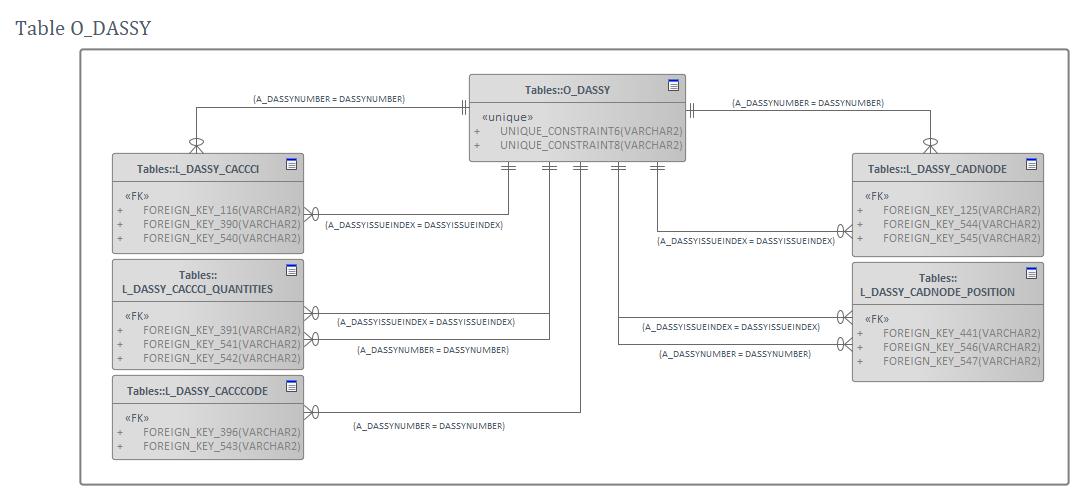 Table O_DASSY
Tables::O_DASSY
«unique»
+ UNIQUE_CONSTRAINT6(VARCHAR2)
+ UNIQUE_CONSTRAINT8(VARCHAR2)
(A_DASSYNUMBER = DASSYNUMBER)
(A_DASSYNUMBER = DASSYNUMBER)
Tables::L_DASSY_CACCCI
«FK»
+ FOREIGN_KEY_116(VARCHAR2)
+ FOREIGN_KEY_390(VARCHAR2)
+ FOREIGN_KEY_540(VARCHAR2)
(A_DASSYISSUEINDEX = DASSYISSUEINDEX)
Tables::L_DASSY_CADNODE
«FK»
+ FOREIGN_KEY_125(VARCHAR2)
+ FOREIGN_KEY_544(VARCHAR2)
+ FOREIGN_KEY_545(VARCHAR2)
(A_DASSYISSUEINDEX = DASSYISSUEINDEX)
Tables::
L_DASSY_CACCCI_QUANTITIES
«FK»
+ FOREIGN_KEY_391(VARCHAR2)
+ FOREIGN_KEY_541(VARCHAR2)
+ FOREIGN_KEY_542(VARCHAR2)
(A_DASSYISSUEINDEX = DASSYISSUEINDEX)
(A_DASSYNUMBER = DASSYNUMBER)
Tables::
L_DASSY_CADNODE_POSITION
«FK»
+ FOREIGN_KEY_441(VARCHAR2)
+ FOREIGN_KEY_546(VARCHAR2)
+ FOREIGN_KEY_547(VARCHAR2)
(A_DASSYISSUEINDEX = DASSYISSUEINDEX)
(A_DASSYNUMBER = DASSYNUMBER)
Tables::L_DASSY_CACCCODE
«FK»
+ FOREIGN_KEY_396(VARCHAR2)
+ FOREIGN_KEY_543(VARCHAR2)
(A_DASSYNUMBER = DASSYNUMBER)